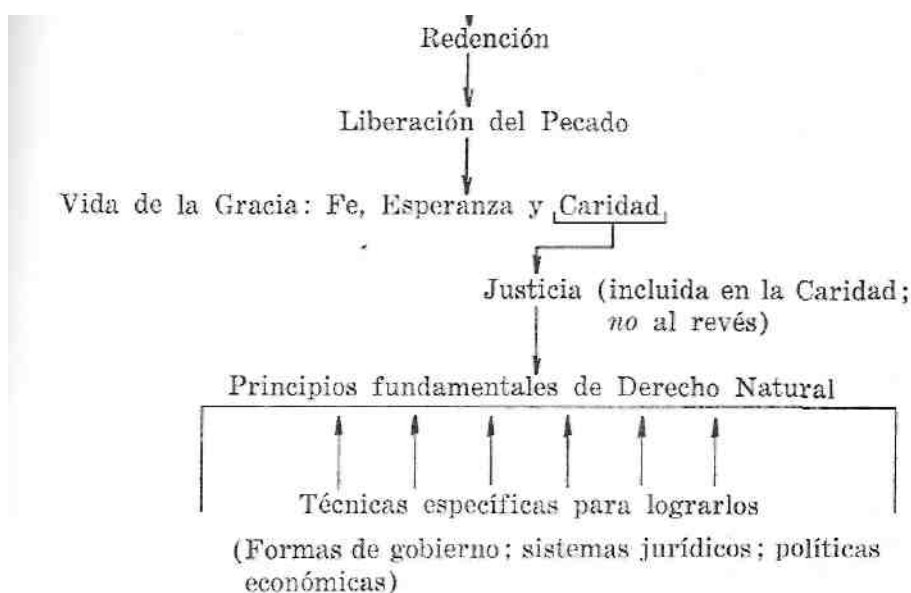 Redención
Liberación del Pecado
Vida de la Gracia: Fe, Esperanza y Caridad
Justicia (incluida en la Caridad;
no al revés)
Principios fundamentales de Derecho Natural
Técnicas específicas para lograrlos
(Formas de gobierno; sistemas jurídicos; políticas
económicas)